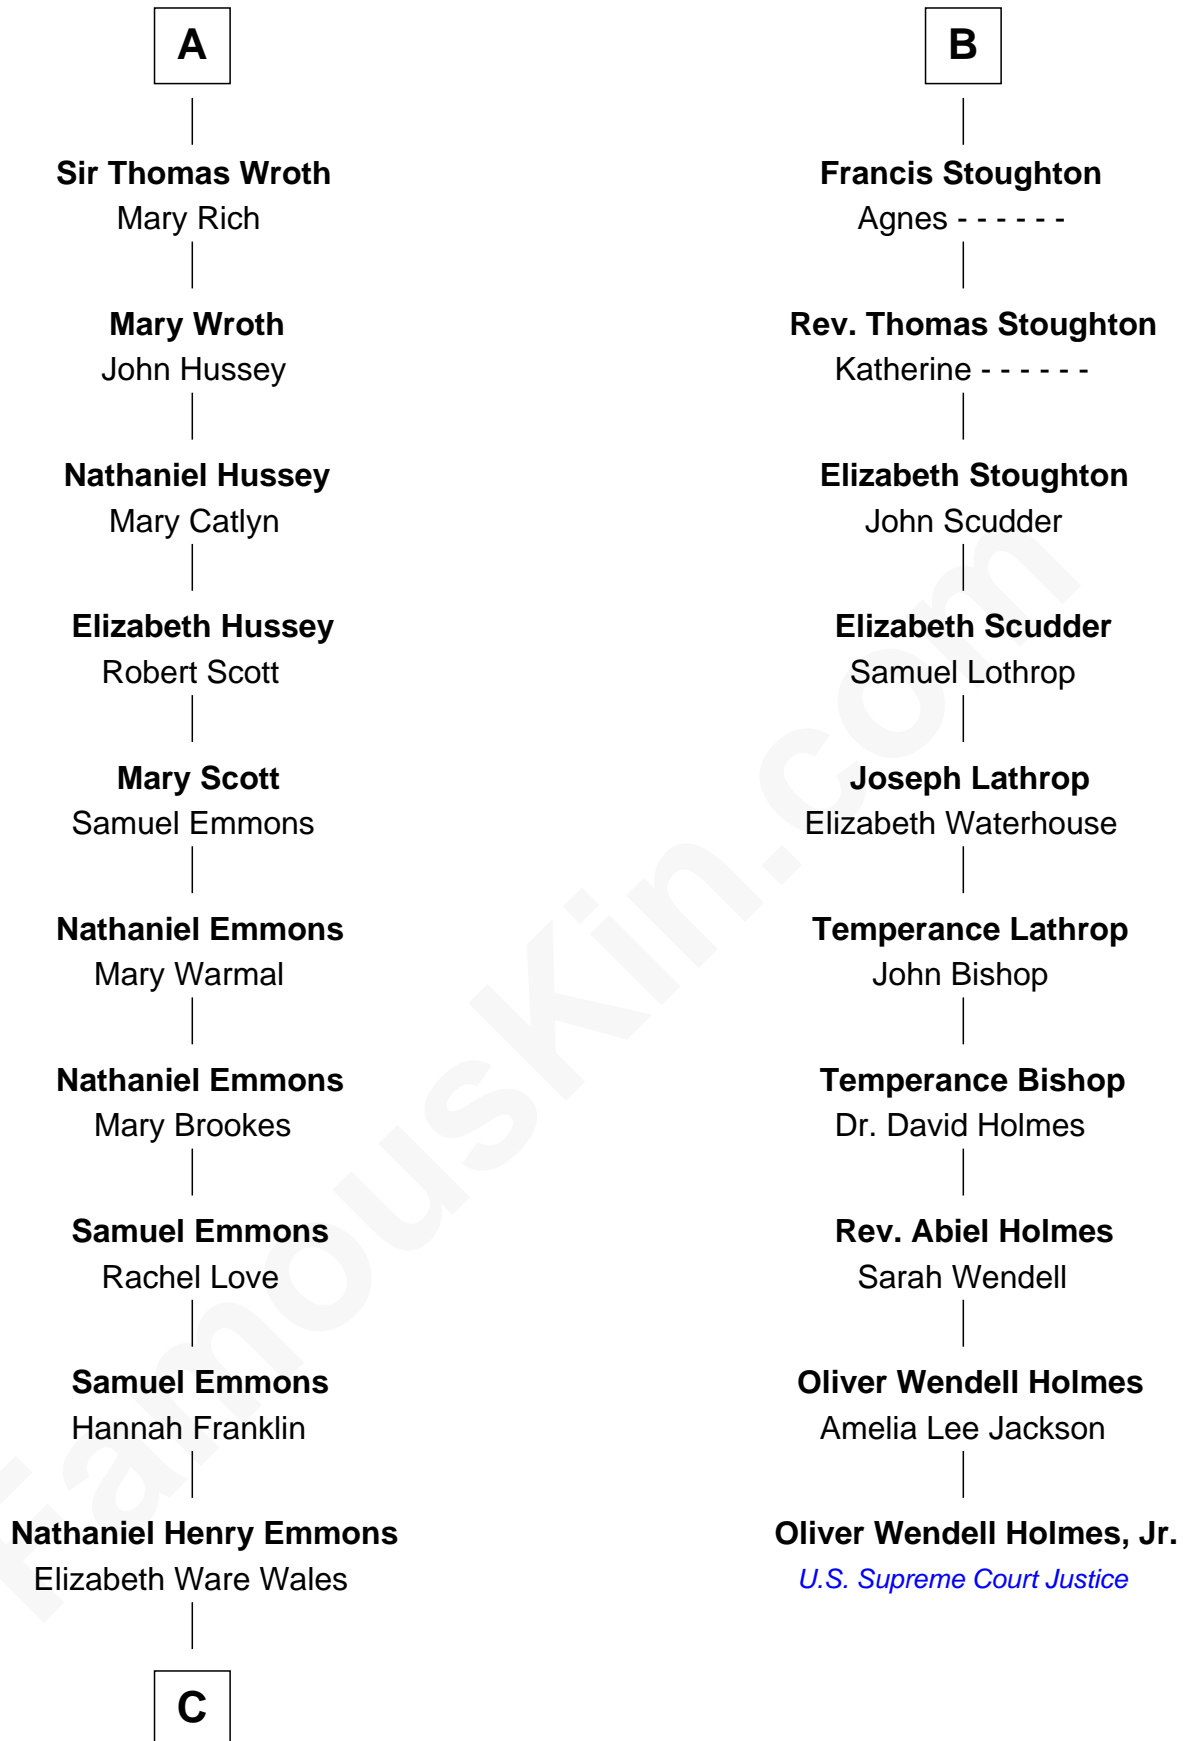 A
Sir Thomas Wroth
Mary Rich
Mary Wroth
John Hussey
Nathaniel Hussey
Mary Catlyn
Elizabeth Hussey
Robert Scott
Mary Scott
Samuel Emmons
Nathaniel Emmons
Mary Warmal
Nathaniel Emmons
Mary Brookes
Samuel Emmons
Rachel Love
Samuel Emmons
Hannah Franklin
Nathaniel Henry Emmons
Elizabeth Ware Wales
C
B
Francis Stoughton
Agnes - - - - - -
Rev. Thomas Stoughton
Katherine - - - - - -
Elizabeth Stoughton
John Scudder
Elizabeth Scudder
Samuel Lothrop
Joseph Lathrop
Elizabeth Waterhouse
Temperance Lathrop
John Bishop
Temperance Bishop
Dr. David Holmes
Rev. Abiel Holmes
Sarah Wendell
Oliver Wendell Holmes
Amelia Lee Jackson
Oliver Wendell Holmes, Jr.
U.S. Supreme Court Justice
FamousKin.com